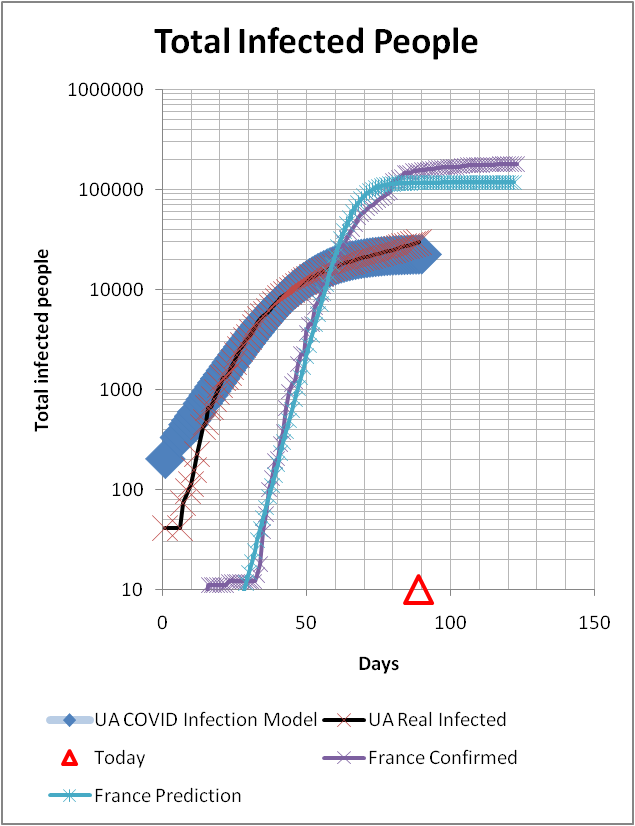 Total Infected People
1000000
100000
10000
1000
100
10
0 50 100 150
Total infected people
Days
UA COVID Infection Model UA Real Infected
Today France Confirmed
France Prediction